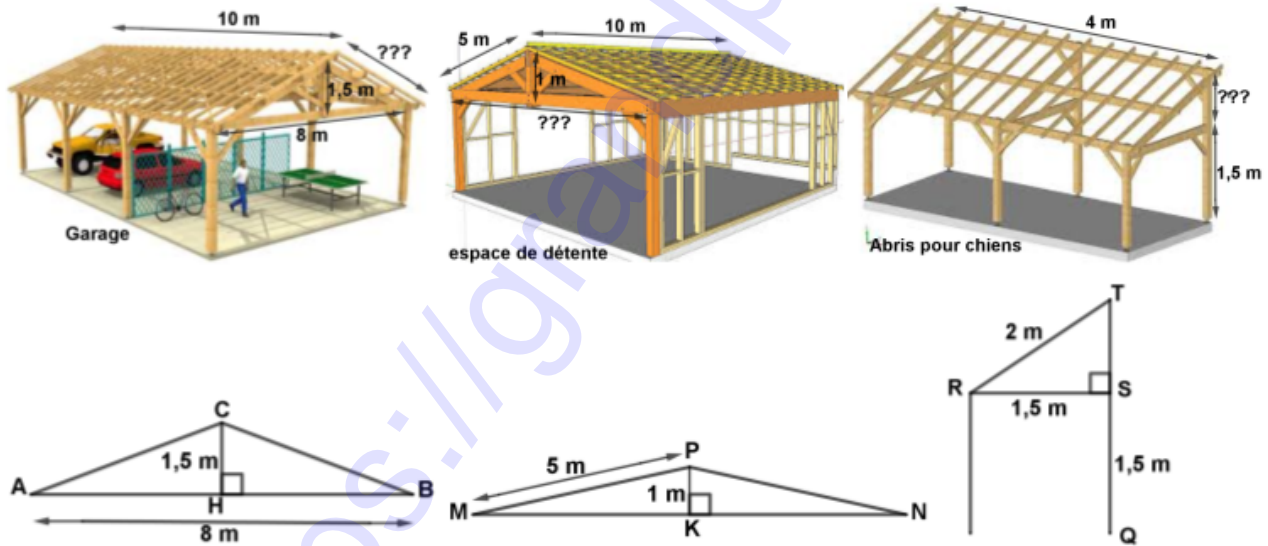 10 m
???
1,5 m
8 m
Garage
5 m
10 m
1 m
???
espace de détente
4 m
???
1,5 m
Abris pour chiens
C
1,5 m
A
H
B
8 m
P
5 m
1 m
M
K
N
T
2 m
R
S
1,5 m
1,5 m
Q